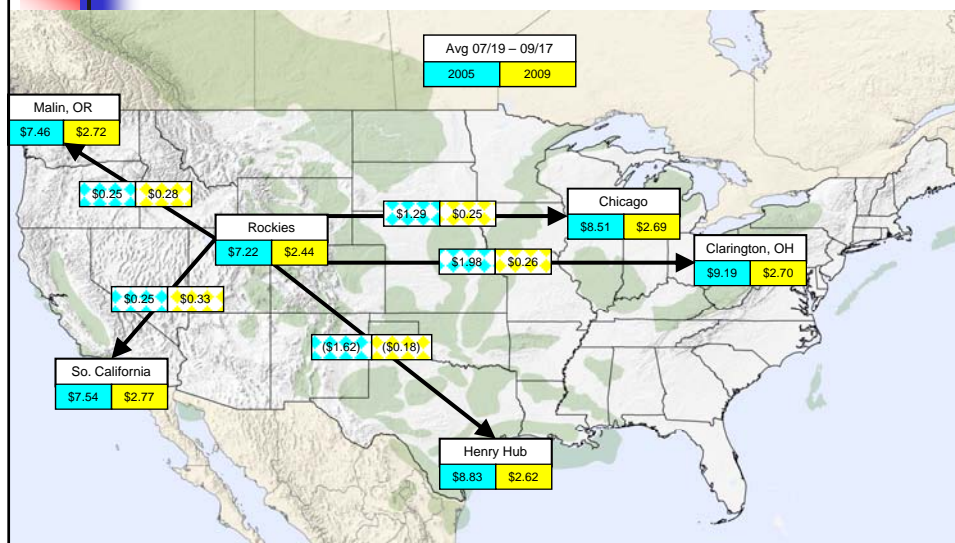 Avg 07/19 – 09/17
2005 2009
Malin, OR
$7.46 $2.72
$0.25 $0.28
Rockies
$7.22 $2.44
$1.29 $0.25
Chicago
$8.51 $2.69
$1.98 $0.26
Clarington, OH
$9.19 $2.70
$0.25 $0.33
($1.62) ($0.18)
So. California
$7.54 $2.77
Henry Hub
$8.83 $2.62